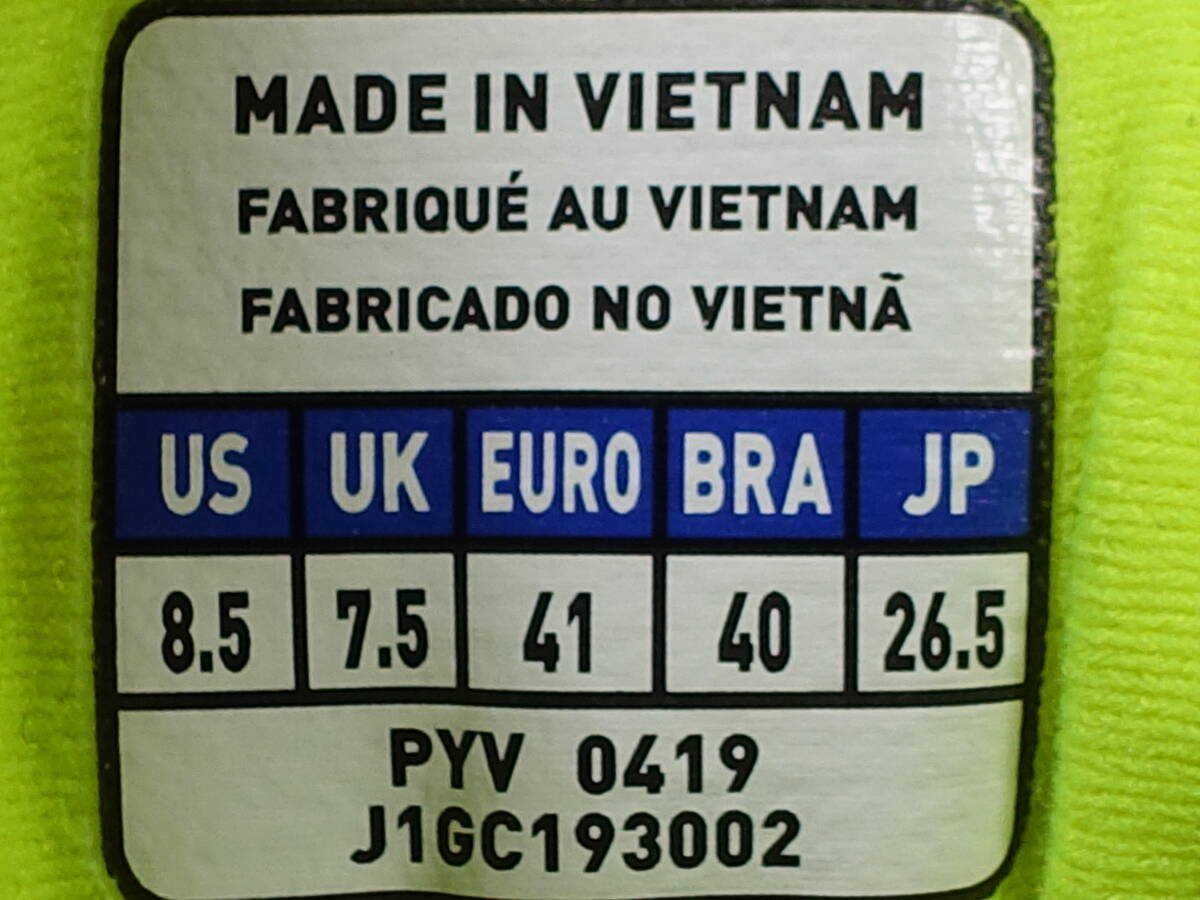 MADE IN VIETNAM
FABRIQUÉ AU VIETNAM
FABRICADO NO VIETNÃ
US UK EURO BRA JP
8.5 7.5 41 40 26.5
PYV 0419
J1GC193002